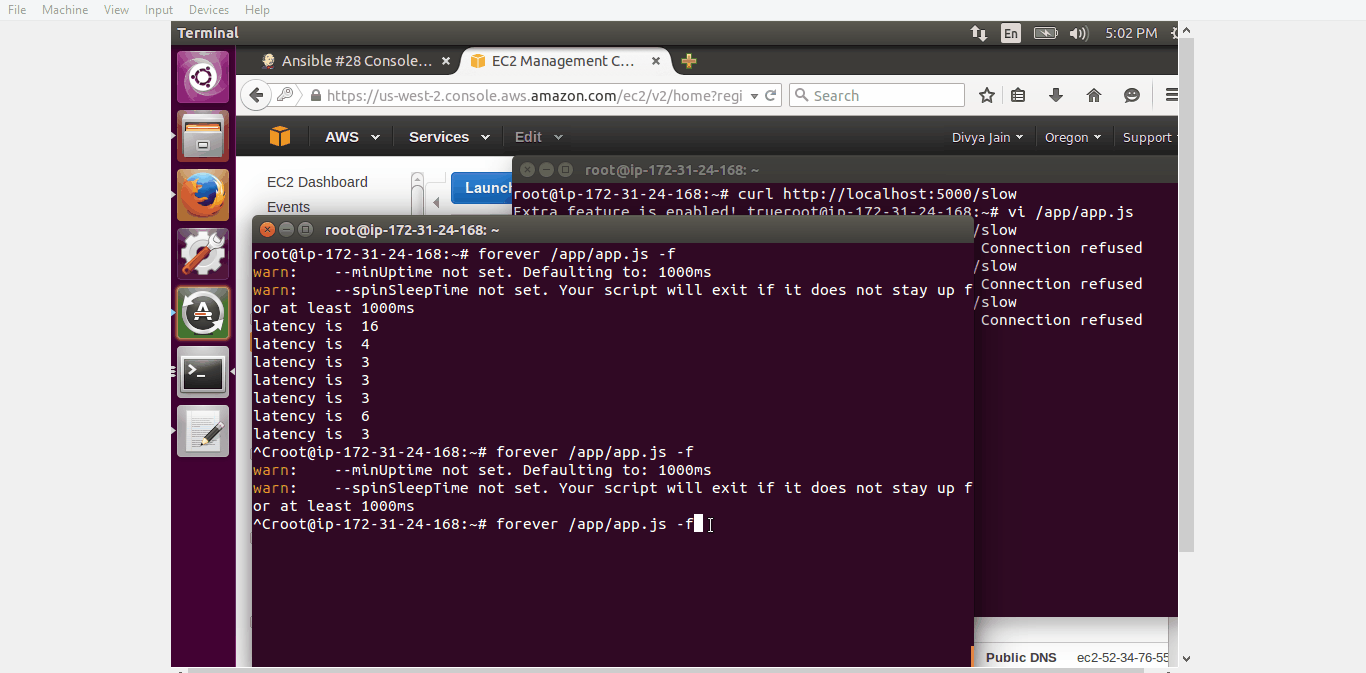 File Machine View Input Devices Help
Terminal
En
5:02 PM
Ansible #28 Console...
EC2 Management C...
https://us-west-2.console.aws.amazon.com/ec2/v2/home?regi
Search
AWS Services Edit
Divya Jain Oregon Support
EC2 Dashboard
Events
Launch
root@ip-172-31-24-168: ~
root@ip-172-31-24-168:~# curl http://localhost:5000/slow
Extra feature is enabled! trueroot@ip-172-31-24-168:~# vi /app/app.js
/slow
Connection refused
/slow
Connection refused
/slow
Connection refused
root@ip-172-31-24-168: ~
root@ip-172-31-24-168:~# forever /app/app.js -f
warn:    --minUptime not set. Defaulting to: 1000ms
warn:    --spinSleepTime not set. Your script will exit if it does not stay up f
or at least 1000ms
latency is  16
latency is  4
latency is  3
latency is  3
latency is  3
latency is  6
latency is  3
^Croot@ip-172-31-24-168:~# forever /app/app.js -f
warn:    --minUptime not set. Defaulting to: 1000ms
warn:    --spinSleepTime not set. Your script will exit if it does not stay up f
or at least 1000ms
^Croot@ip-172-31-24-168:~# forever /app/app.js -f
Public DNS ec2-52-34-76-55